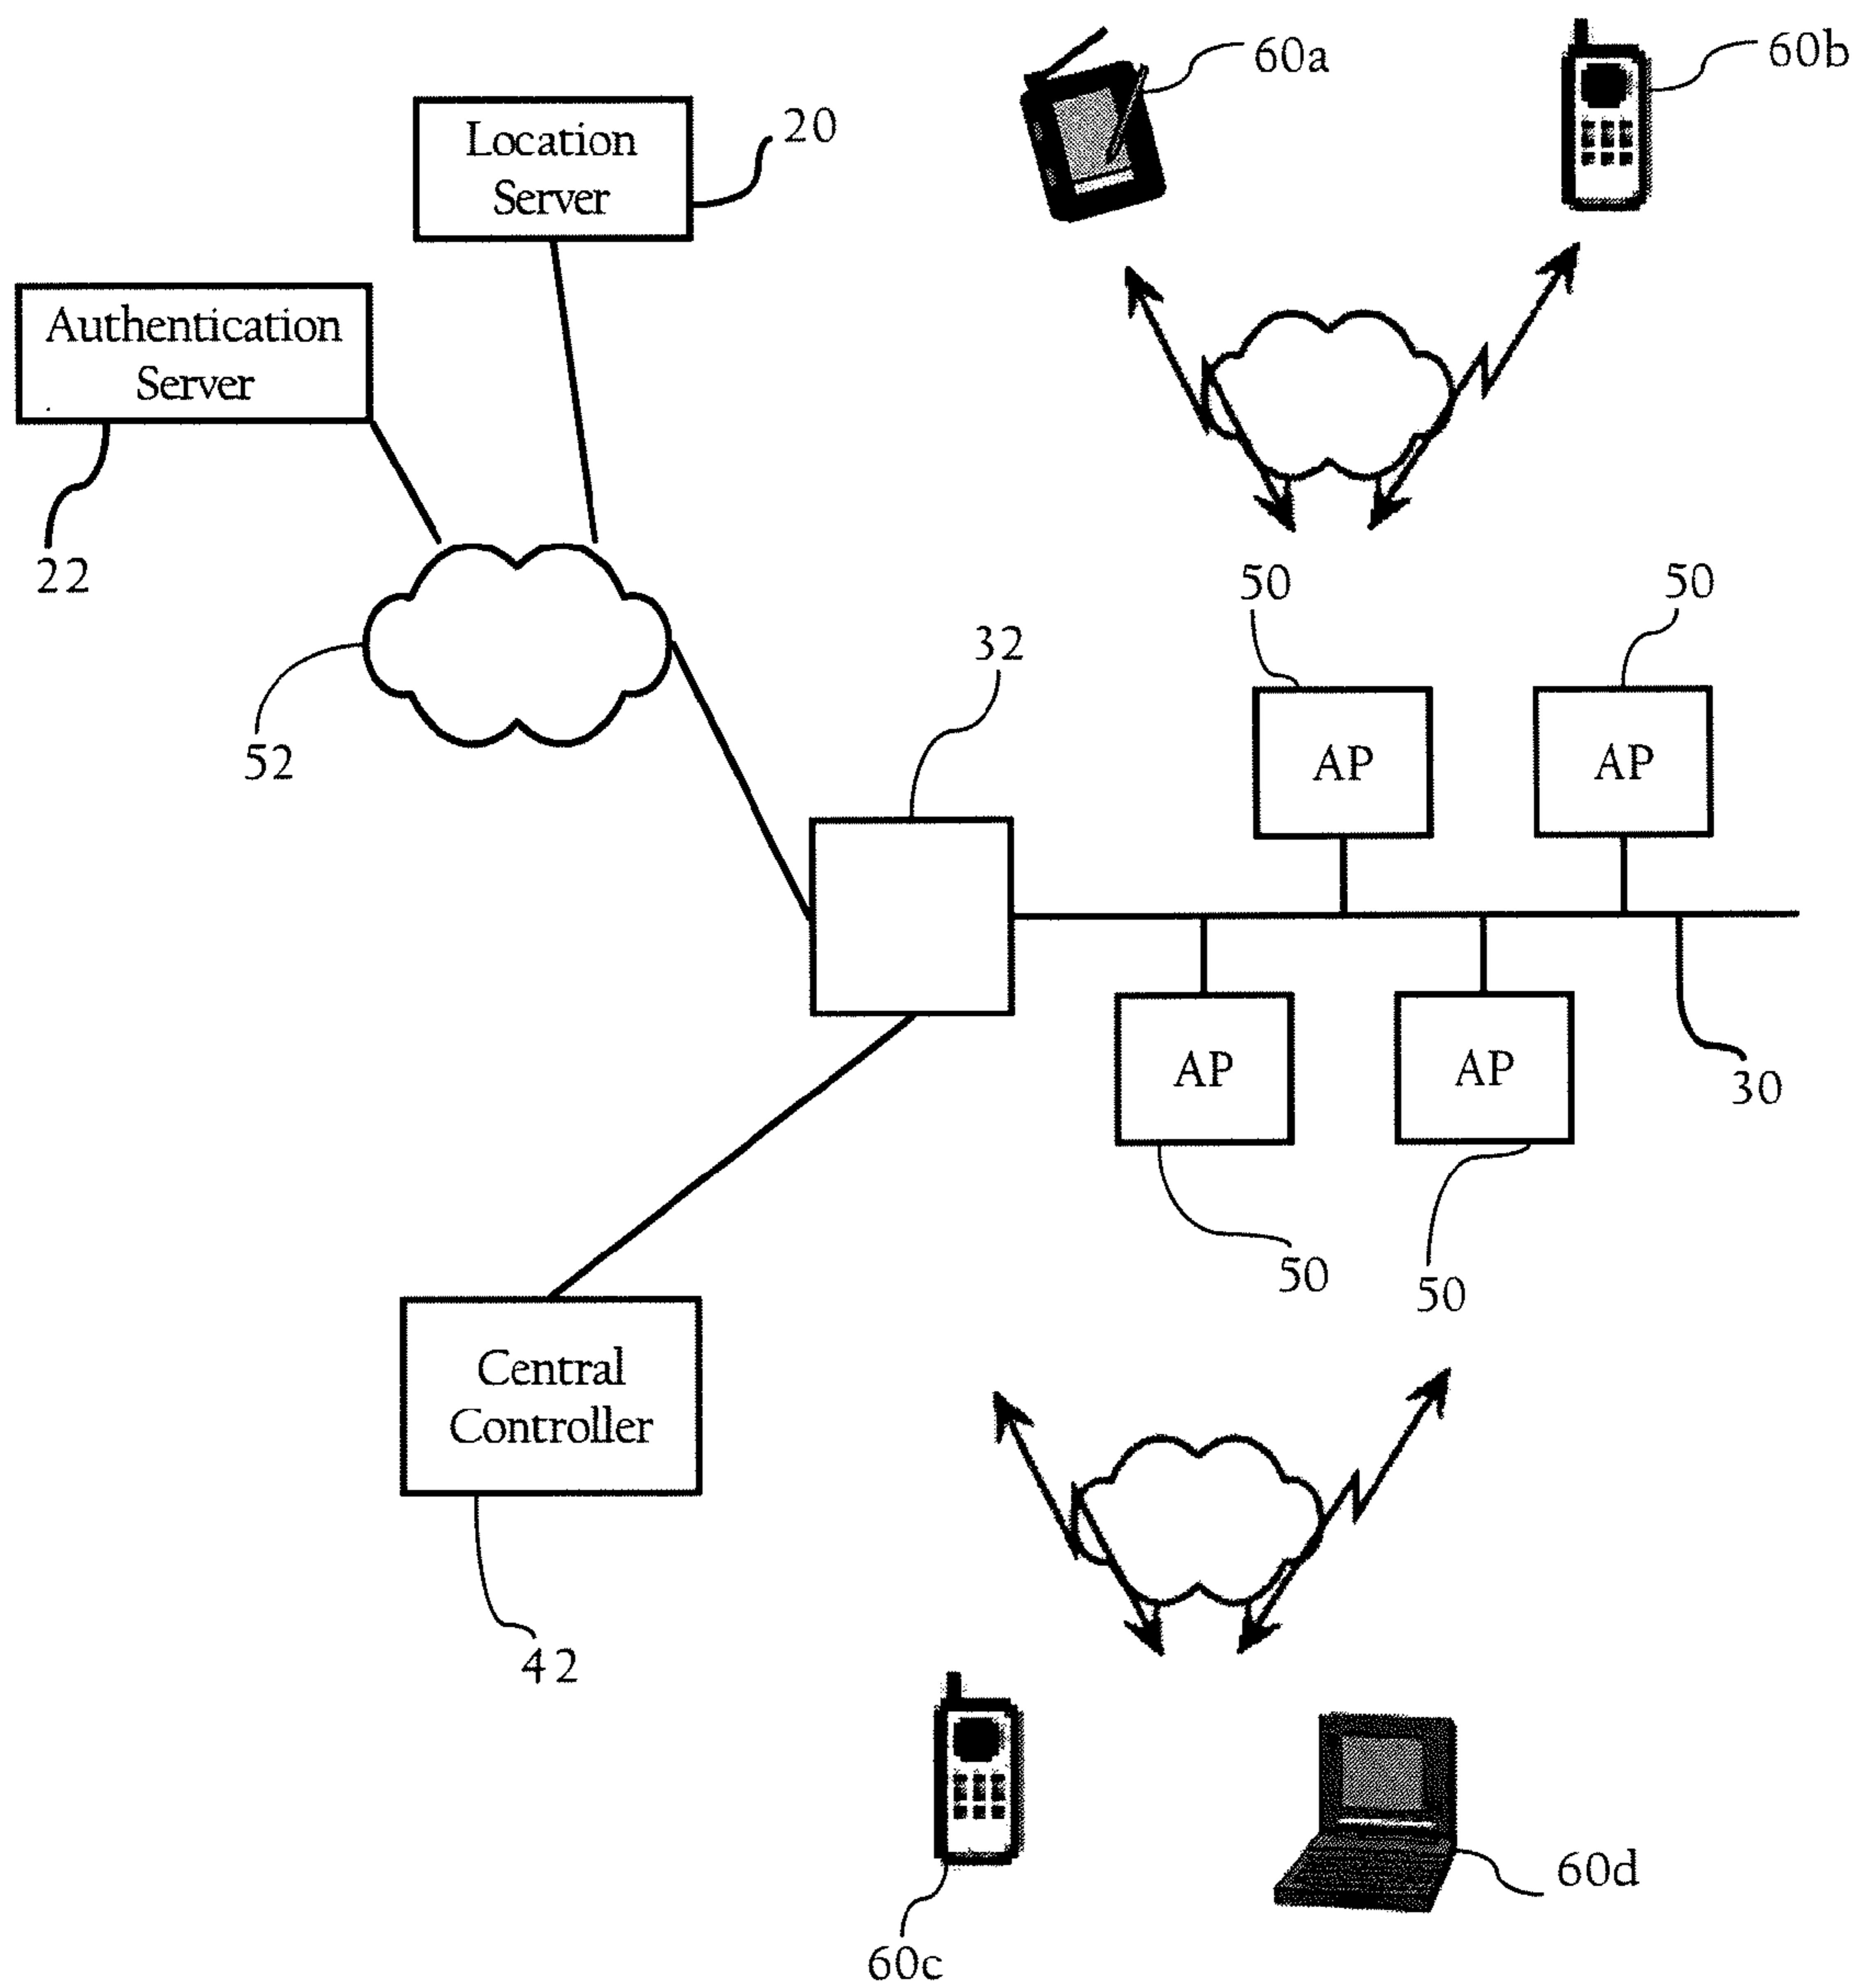 60a
60b
Location
Server
20
Authentication
Server
22
52
32
50
50
AP
AP
AP
AP
30
50
50
Central
Controller
42
60c
60d